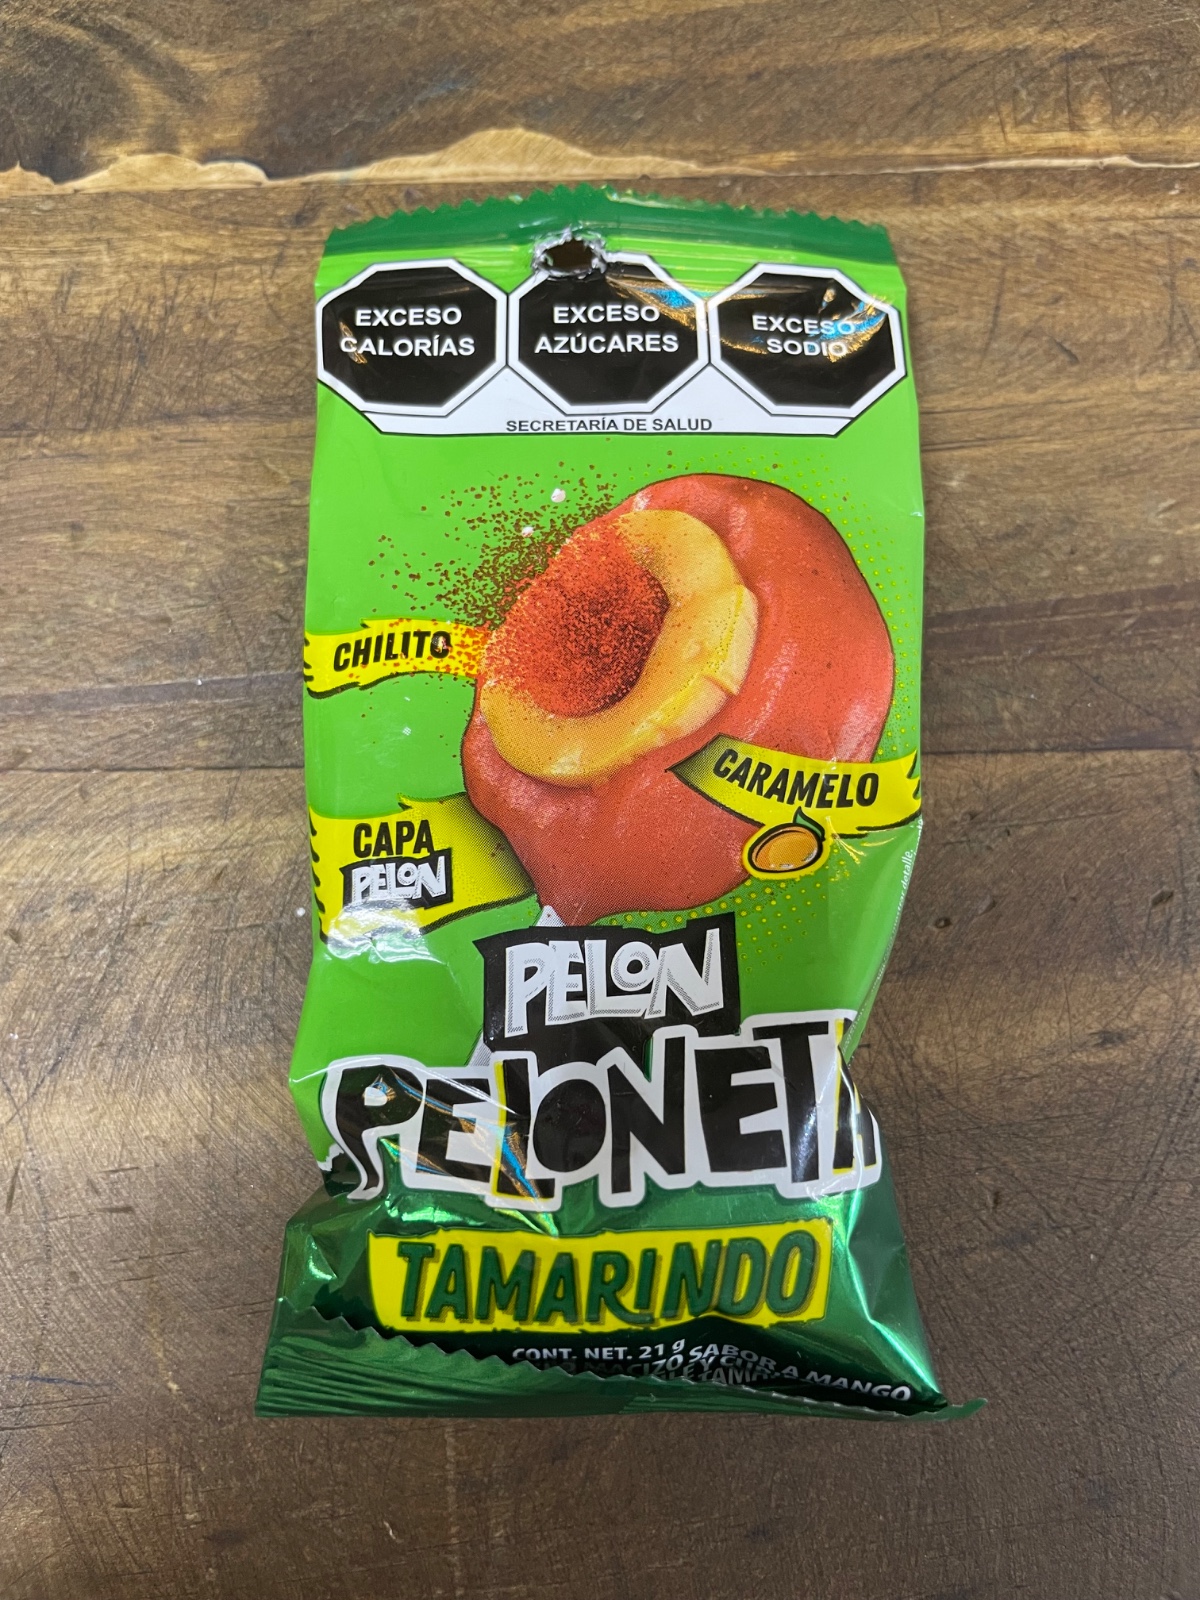 EXCESO
CALORÍAS
EXCESO
AZÚCARES
EXCESO
SODIO
SECRETARÍA DE SALUD
CHILITO
CARAMELO
CAPA
PELON
PELON
PELONETA
TAMARINDO
CONT. NET. 21 g
MACIZO SABOR A MANGO